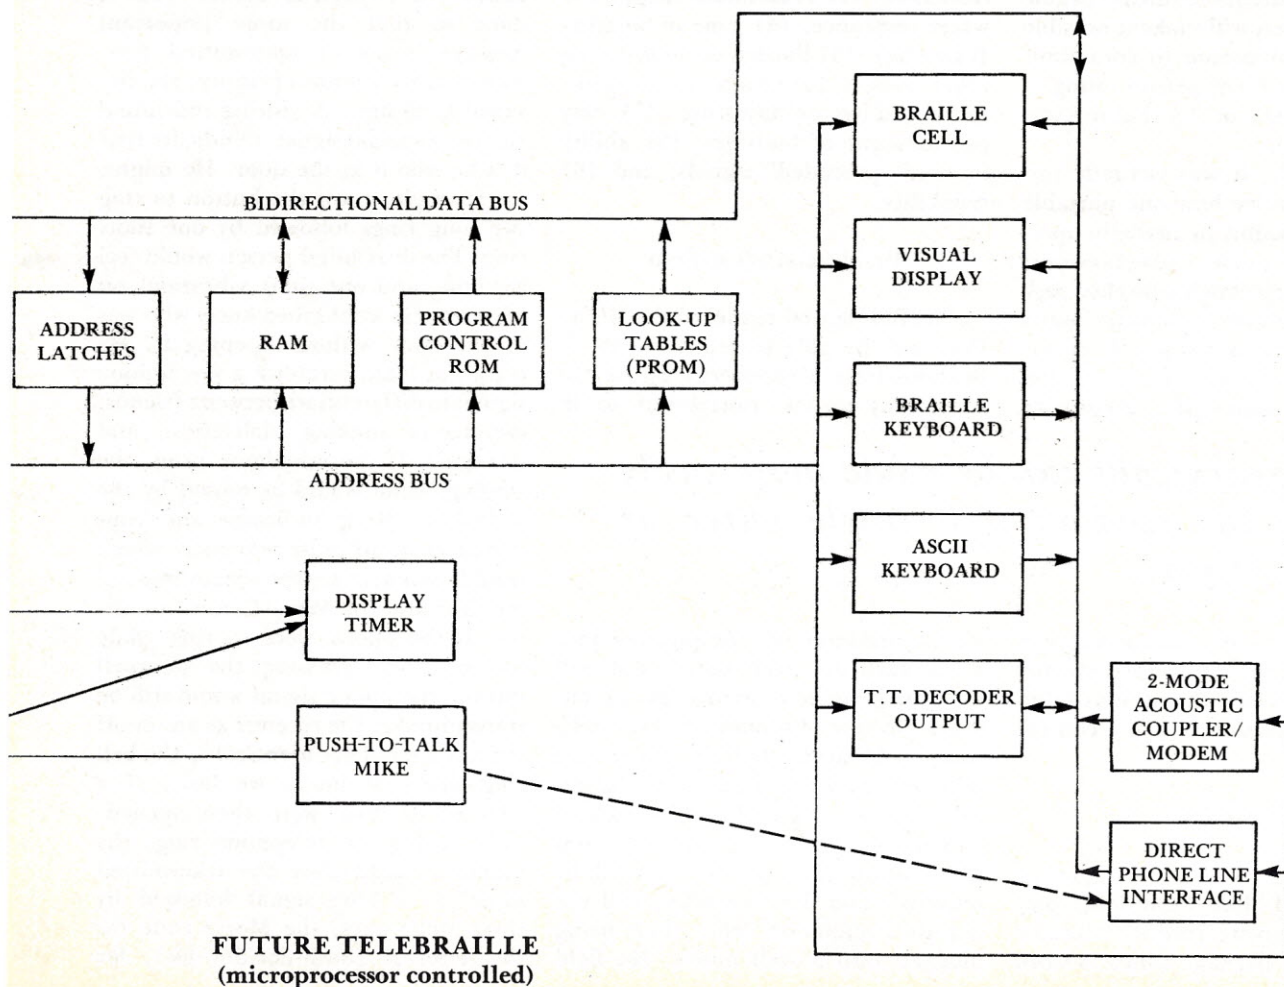 BRAILLE
CELL
BIDIRECTIONAL DATA BUS
VISUAL
DISPLAY
ADDRESS
LATCHES
RAM
PROGRAM
CONTROL
ROM
LOOK-UP
TABLES
(PROM)
BRAILLE
KEYBOARD
ADDRESS BUS
ASCII
KEYBOARD
DISPLAY
TIMER
T.T. DECODER
OUTPUT
2-MODE
ACOUSTIC
COUPLER/
MODEM
PUSH-TO-TALK
MIKE
DIRECT
PHONE LINE
INTERFACE
FUTURE TELEBRAILLE
(microprocessor controlled)